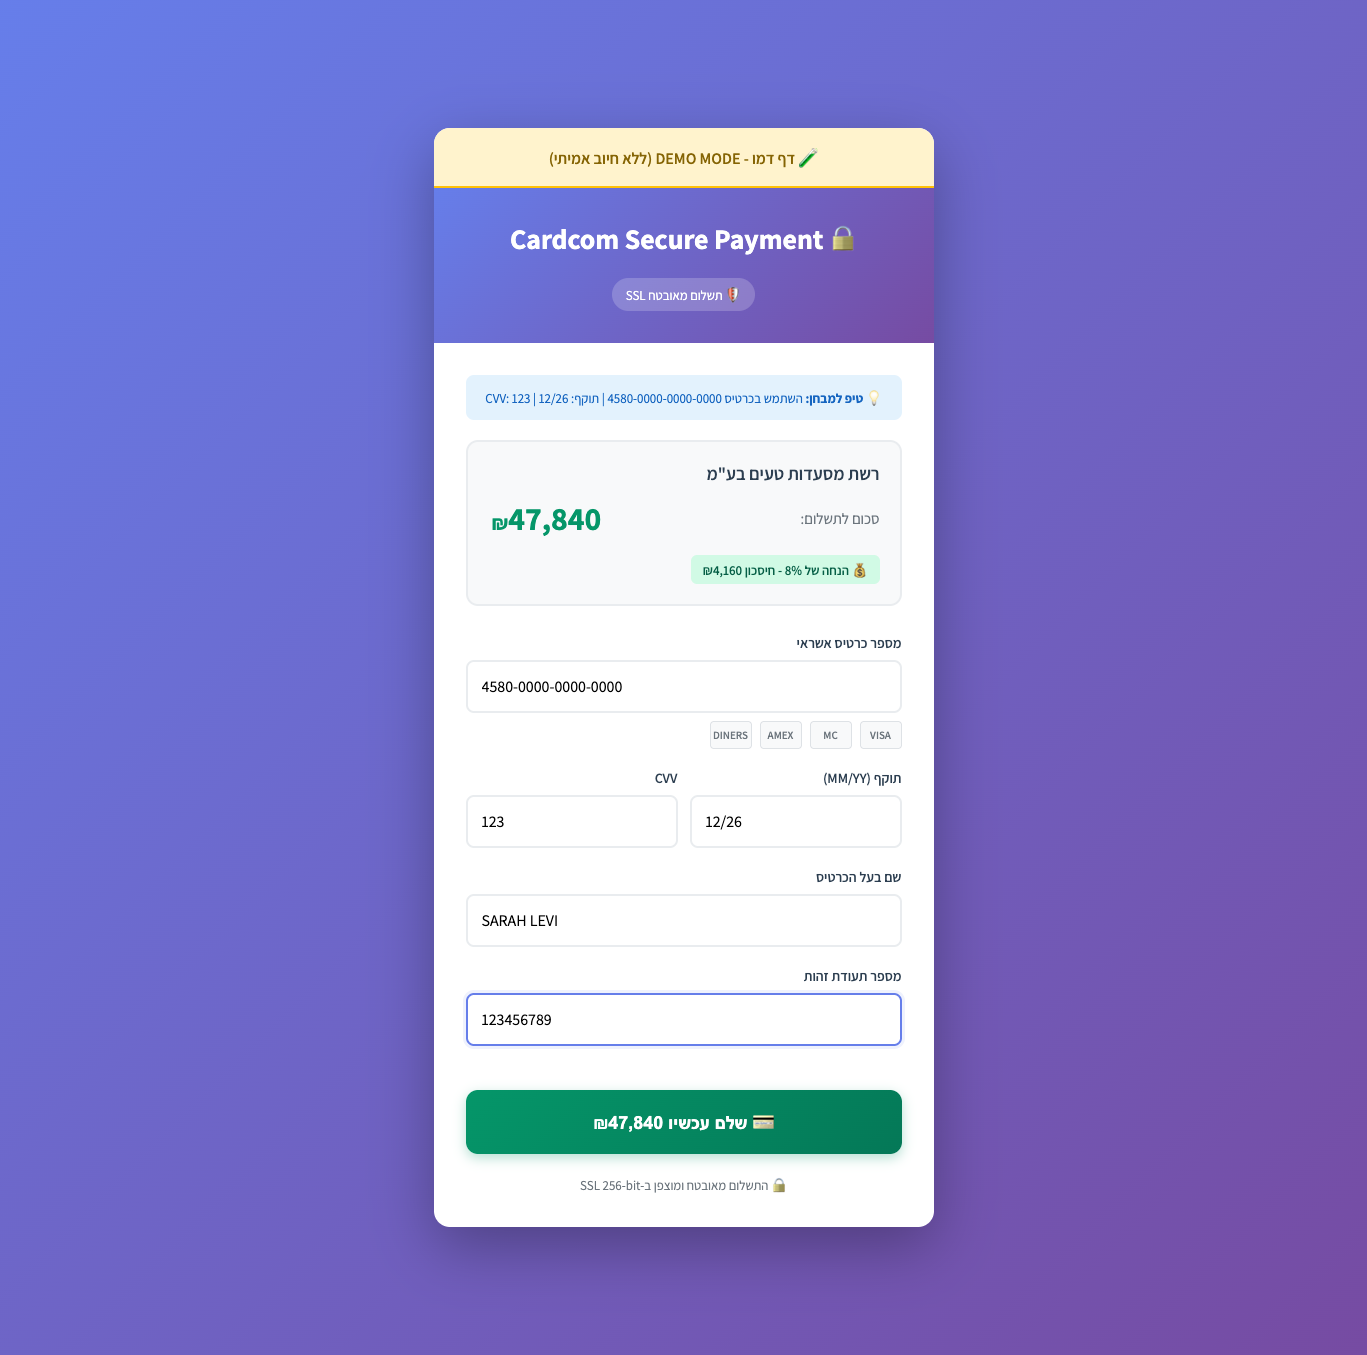 🧪 דף דמו - DEMO MODE (ללא חיוב אמיתי)
🔒 Cardcom Secure Payment
תשלום מאובטח SSL
💡 טיפ למבחן: השתמש בכרטיס 4580-0000-0000-0000 | תוקף: 12/26 | CVV: 123
רשת מסעדות טעים בע"מ
סכום לתשלום: ₪47,840
💰 הנחה של 8% - חיסכון ₪4,160
מספר כרטיס אשראי
4580-0000-0000-0000
VISA MC AMEX DINERS
תוקף (MM/YY) CVV
12/26 123
שם בעל הכרטיס
SARAH LEVI
מספר תעודת זהות
123456789
💳 שלם עכשיו ₪47,840
🔒 התשלום מאובטח ומוצפן ב-SSL 256-bit